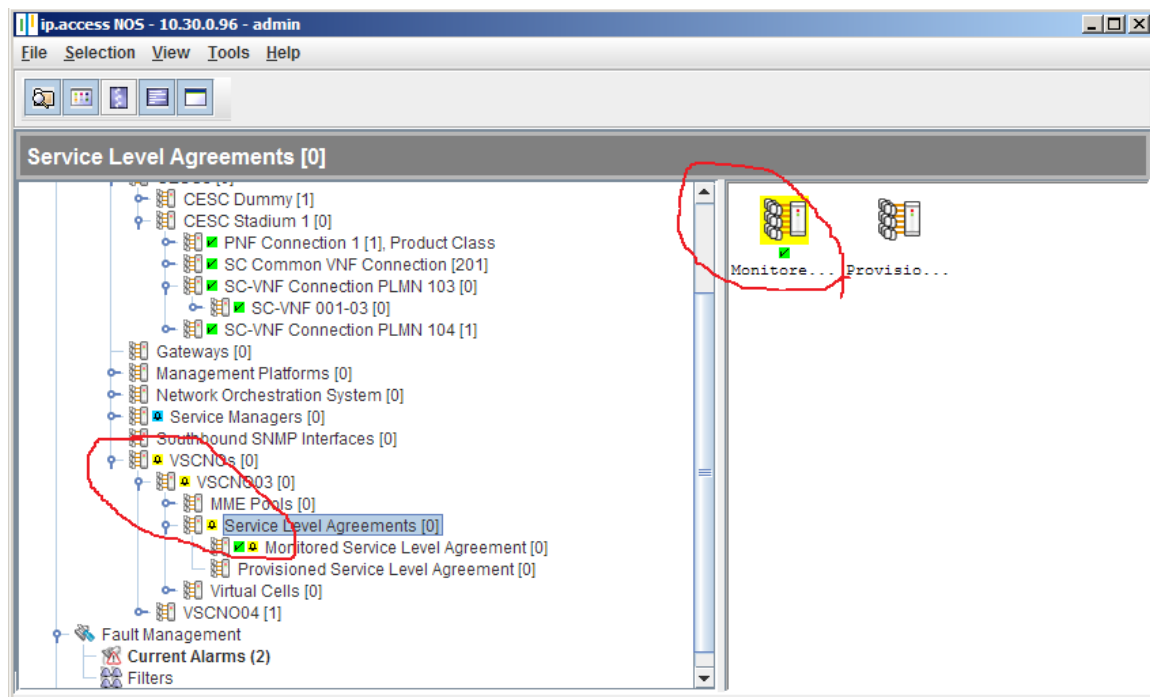 ip.access NOS - 10.30.0.96 - admin
File Selection View Tools Help
Service Level Agreements [0]
CESC Dummy [1]
CESC Stadium 1 [0]
PNF Connection 1 [1], Product Class
SC Common VNF Connection [201]
SC-VNF Connection PLMN 103 [0]
SC-VNF 001-03 [0]
SC-VNF Connection PLMN 104 [1]
Gateways [0]
Management Platforms [0]
Network Orchestration System [0]
Service Managers [0]
Southbound SNMP Interfaces [0]
VSCNOs [0]
VSCNO03 [0]
MME Pools [0]
Service Level Agreements [0]
Monitored Service Level Agreement [0]
Provisioned Service Level Agreement [0]
Virtual Cells [0]
VSCNO04 [1]
Fault Management
Current Alarms (2)
Filters
Monitore... Provisio...